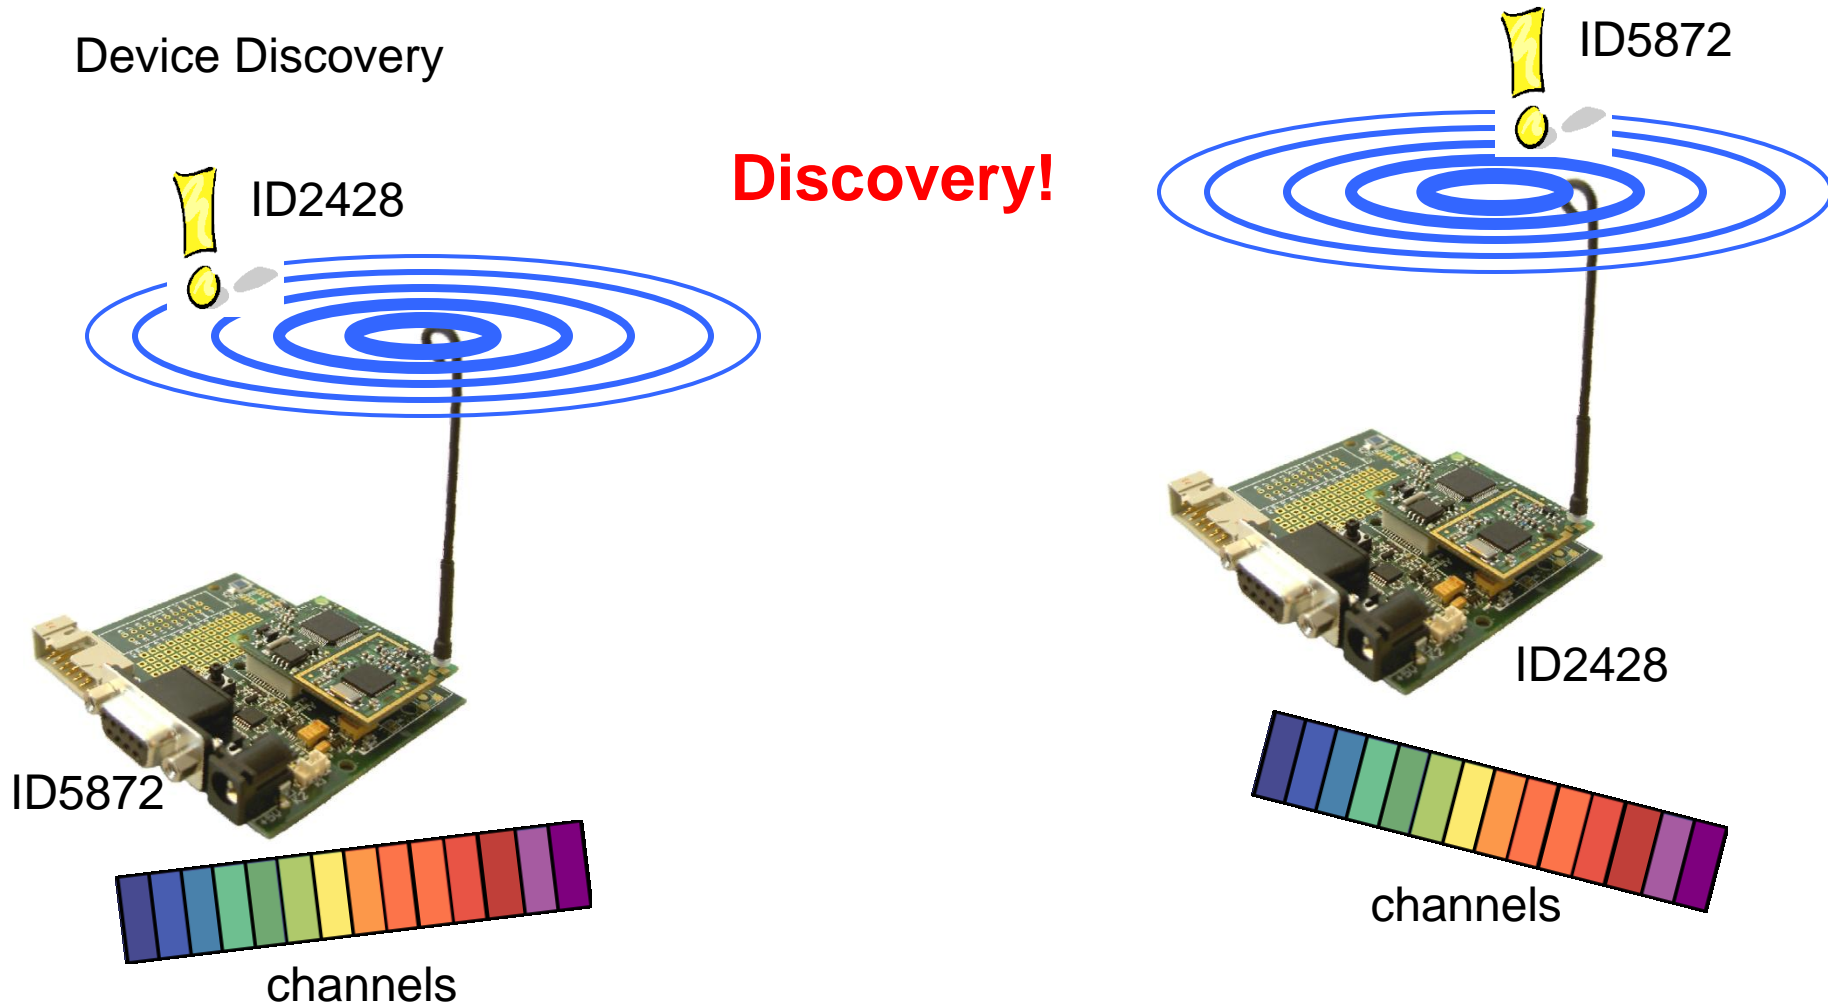 Device Discovery
ID5872
Discovery!
ID2428
ID2428
ID5872
channels
channels